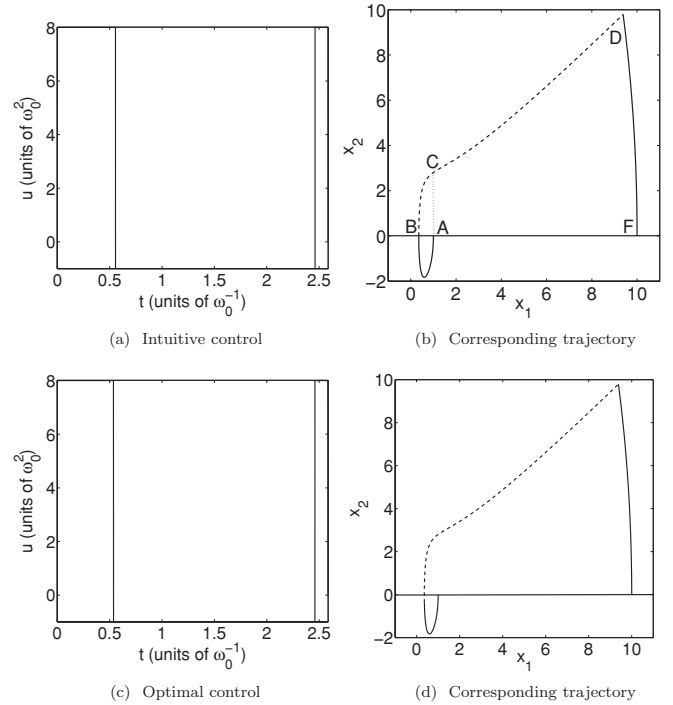 8
6
4
2
0
u (units of ω₀²)
0 0.5 1 1.5 2 2.5
t (units of ω₀⁻¹)
(a) Intuitive control
10
8
6
4
2
0
−2
x₂
D
C
B
A
F
0 2 4 6 8 10
x₁
(b) Corresponding trajectory
8
6
4
2
0
u (units of ω₀²)
0 0.5 1 1.5 2 2.5
t (units of ω₀⁻¹)
(c) Optimal control
10
8
6
4
2
0
−2
x₂
0 2 4 6 8 10
x₁
(d) Corresponding trajectory